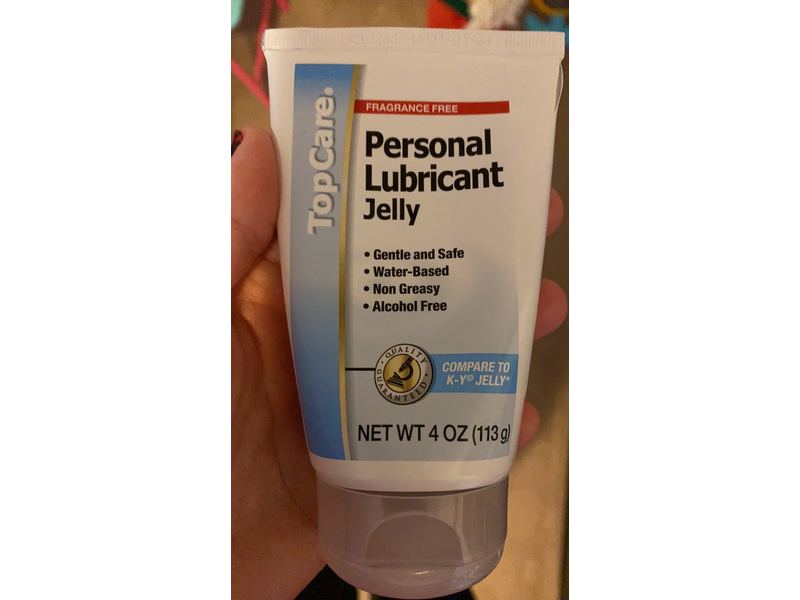 TopCare®
FRAGRANCE FREE
Personal
Lubricant
Jelly
• Gentle and Safe
• Water-Based
• Non Greasy
• Alcohol Free
QUALITY
GUARANTEED
COMPARE TO
K-Y® JELLY*
NET WT 4 OZ (113 g)